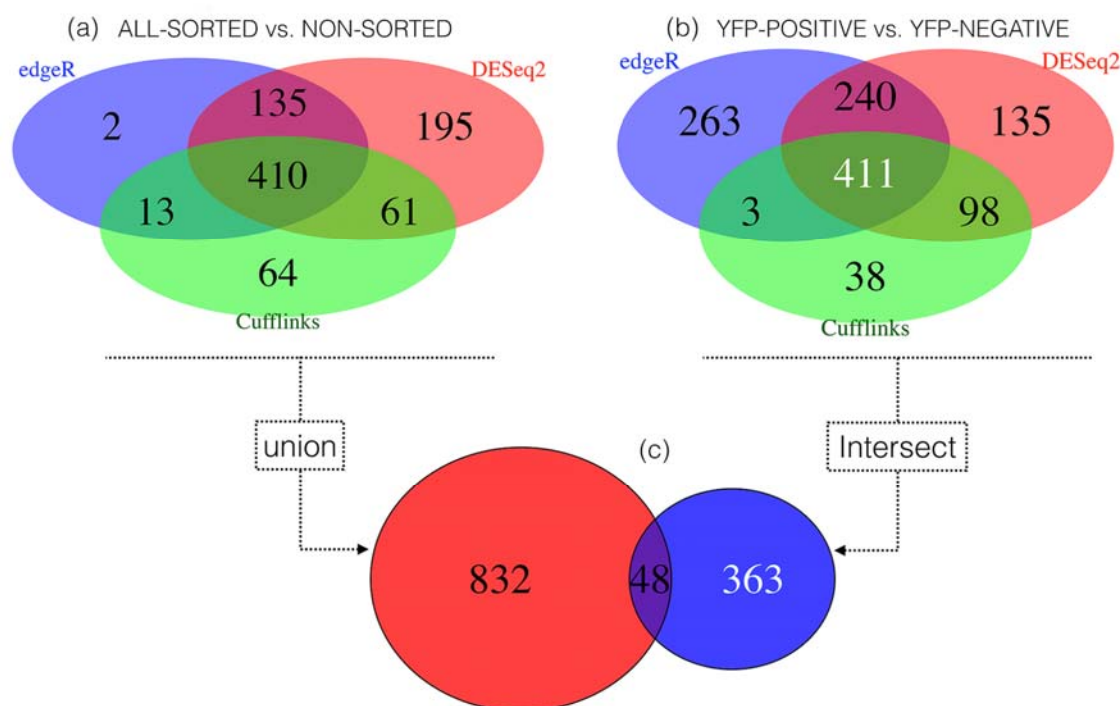 (a) ALL-SORTED vs. NON-SORTED
(b) YFP-POSITIVE vs. YFP-NEGATIVE
edgeR
DESeq2
2
135
195
410
13
61
64
Cufflinks
edgeR
DESeq2
263
240
135
411
3
98
38
Cufflinks
union
(c)
Intersect
832
48
363